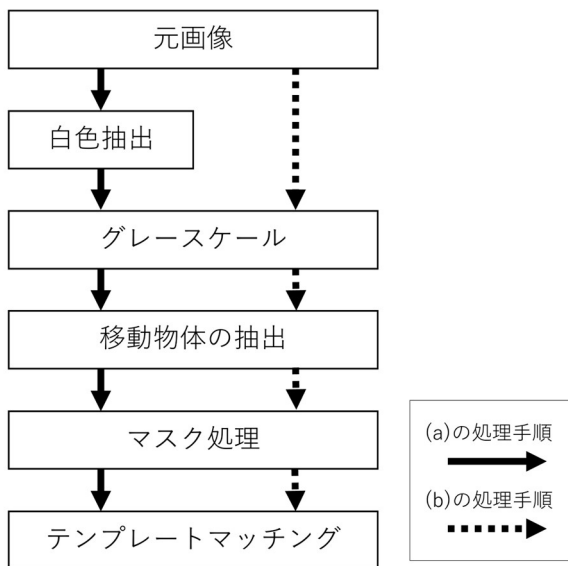 元画像
白色抽出
グレースケール
移動物体の抽出
マスク処理
テンプレートマッチング
(a)の処理手順
(b)の処理手順